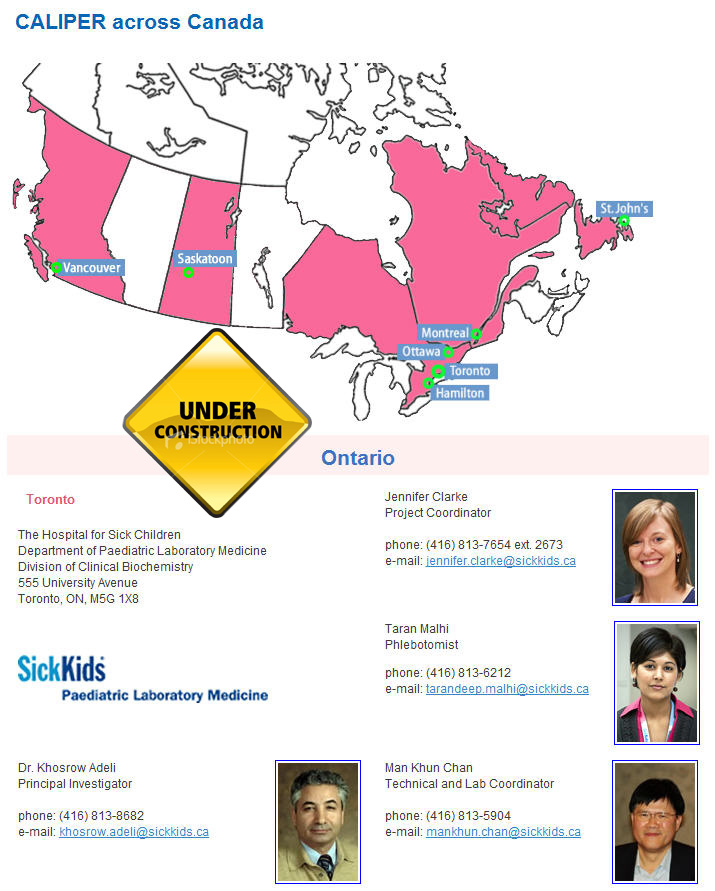 CALIPER across Canada
St. John's
Vancouver
Saskatoon
Montreal
Ottawa
Toronto
Hamilton
UNDER
CONSTRUCTION
iStockphoto
Ontario
Toronto
The Hospital for Sick Children
Department of Paediatric Laboratory Medicine
Division of Clinical Biochemistry
555 University Avenue
Toronto, ON, M5G 1X8
Jennifer Clarke
Project Coordinator
phone: (416) 813-7654 ext. 2673
e-mail: jennifer.clarke@sickkids.ca
SickKids®
Paediatric Laboratory Medicine
Taran Malhi
Phlebotomist
phone: (416) 813-6212
e-mail: tarandeep.malhi@sickkids.ca
Dr. Khosrow Adeli
Principal Investigator
phone: (416) 813-8682
e-mail: khosrow.adeli@sickkids.ca
Man Khun Chan
Technical and Lab Coordinator
phone: (416) 813-5904
e-mail: mankhun.chan@sickkids.ca